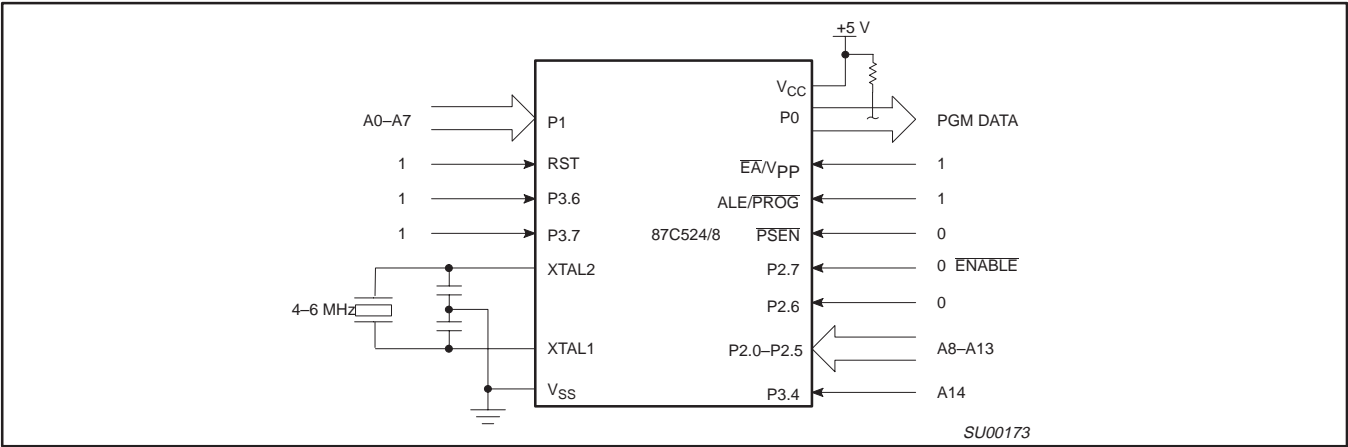 +5 V
A0–A7
1
1
1
4–6 MHz
P1
RST
P3.6
P3.7
XTAL2
XTAL1
VSS
87C524/8
VCC
P0
EA/VPP
ALE/PROG
PSEN
P2.7
P2.6
P2.0–P2.5
P3.4
PGM DATA
1
1
0
0 ENABLE
0
A8–A13
A14
SU00173